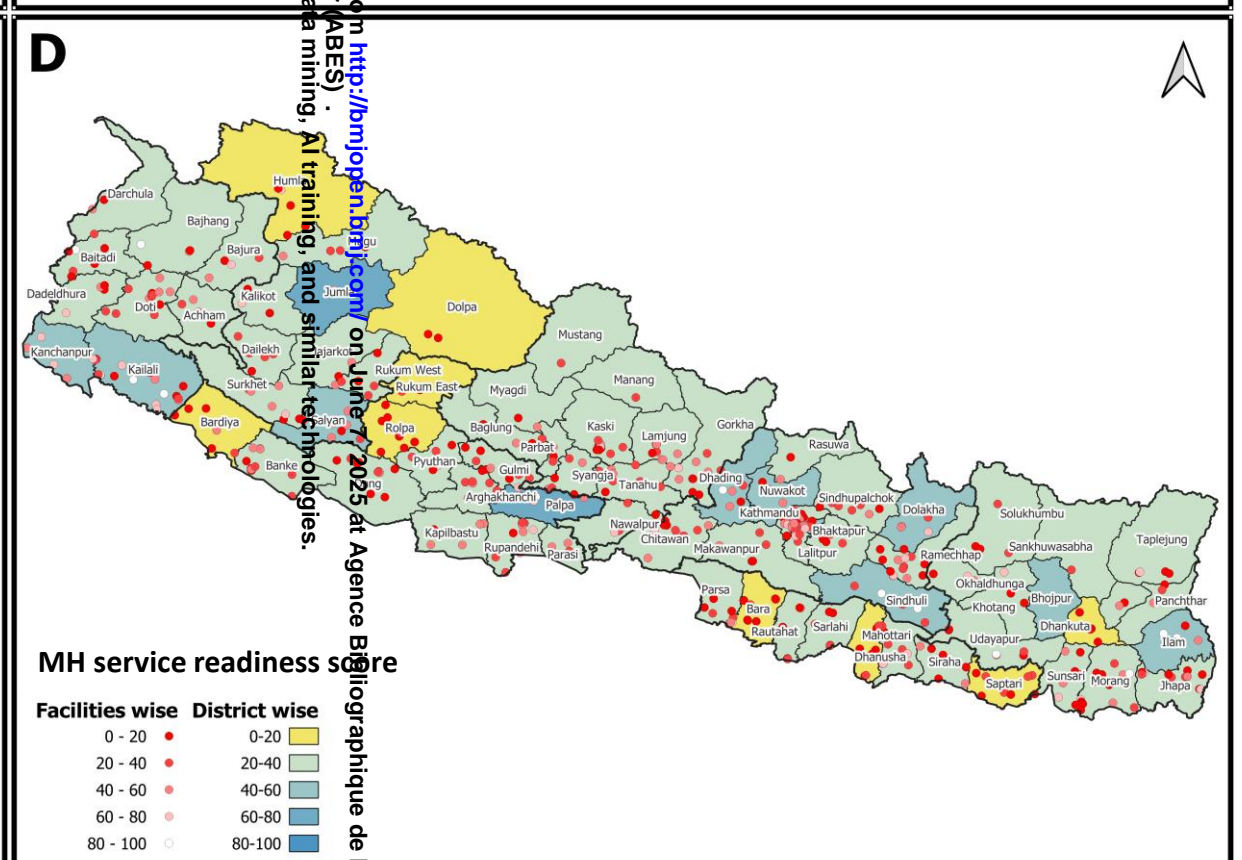 D
om http://bmjopen.bmj.com/ on June 7, 2025 at Agence Bibliographique de l
(ABES) .
ata mining, AI training, and similar technologies.
Humla
Darchula
Bajhang
Bajura
Baitadi
Jumla
Dadeldhura
Kalikot
Doti
Achham
Dolpa
Mustang
Kanchanpur
Dailekh
Kailali
Rukum West
Manang
Surkhet
Rukum East
Myagdi
Bardiya
Salyan
Rolpa
Baglung
Kaski
Lamjung
Gorkha
Rasuwa
Parbat
Banke
Pyuthan
Gulmi
Syangja
Tanahu
Dhading
Nuwakot
Sindhupalchok
Arghakhanchi
Palpa
Kathmandu
Dolakha
Solukhumbu
Kapilbastu
Nawalpur
Bhaktapur
Chitawan
Taplejung
Rupandehi
Parasi
Makawanpur
Lalitpur
Ramechhap
Sankhuwasabha
Parsa
Okhaldhunga
Bara
Sindhuli
Khotang
Bhojpur
Panchthar
Rautahat
Sarlahi
Mahottari
Dhankuta
Udayapur
Ilam
Dhanusha
Siraha
Saptari
Sunsari
Morang
Jhapa
MH service readiness score
Facilities wise District wise
0 - 20 0-20
20 - 40 20-40
40 - 60 40-60
60 - 80 60-80
80 - 100 80-100